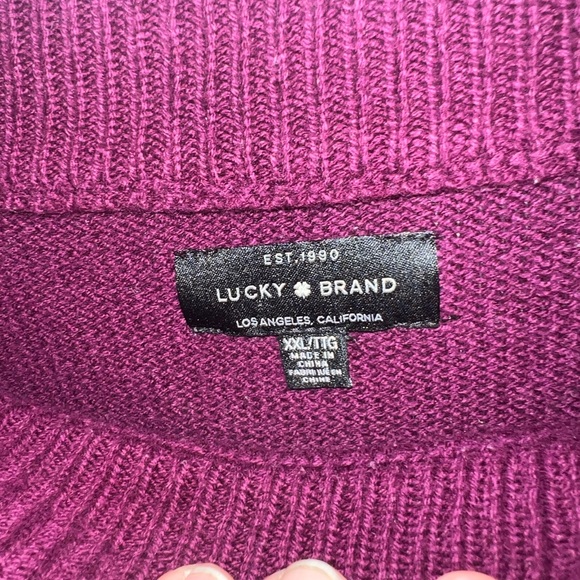 EST. 1990
LUCKY BRAND
LOS ANGELES, CALIFORNIA
XXL/TTG
MADE IN
CHINA
FABRIQUÉ EN
CHINE